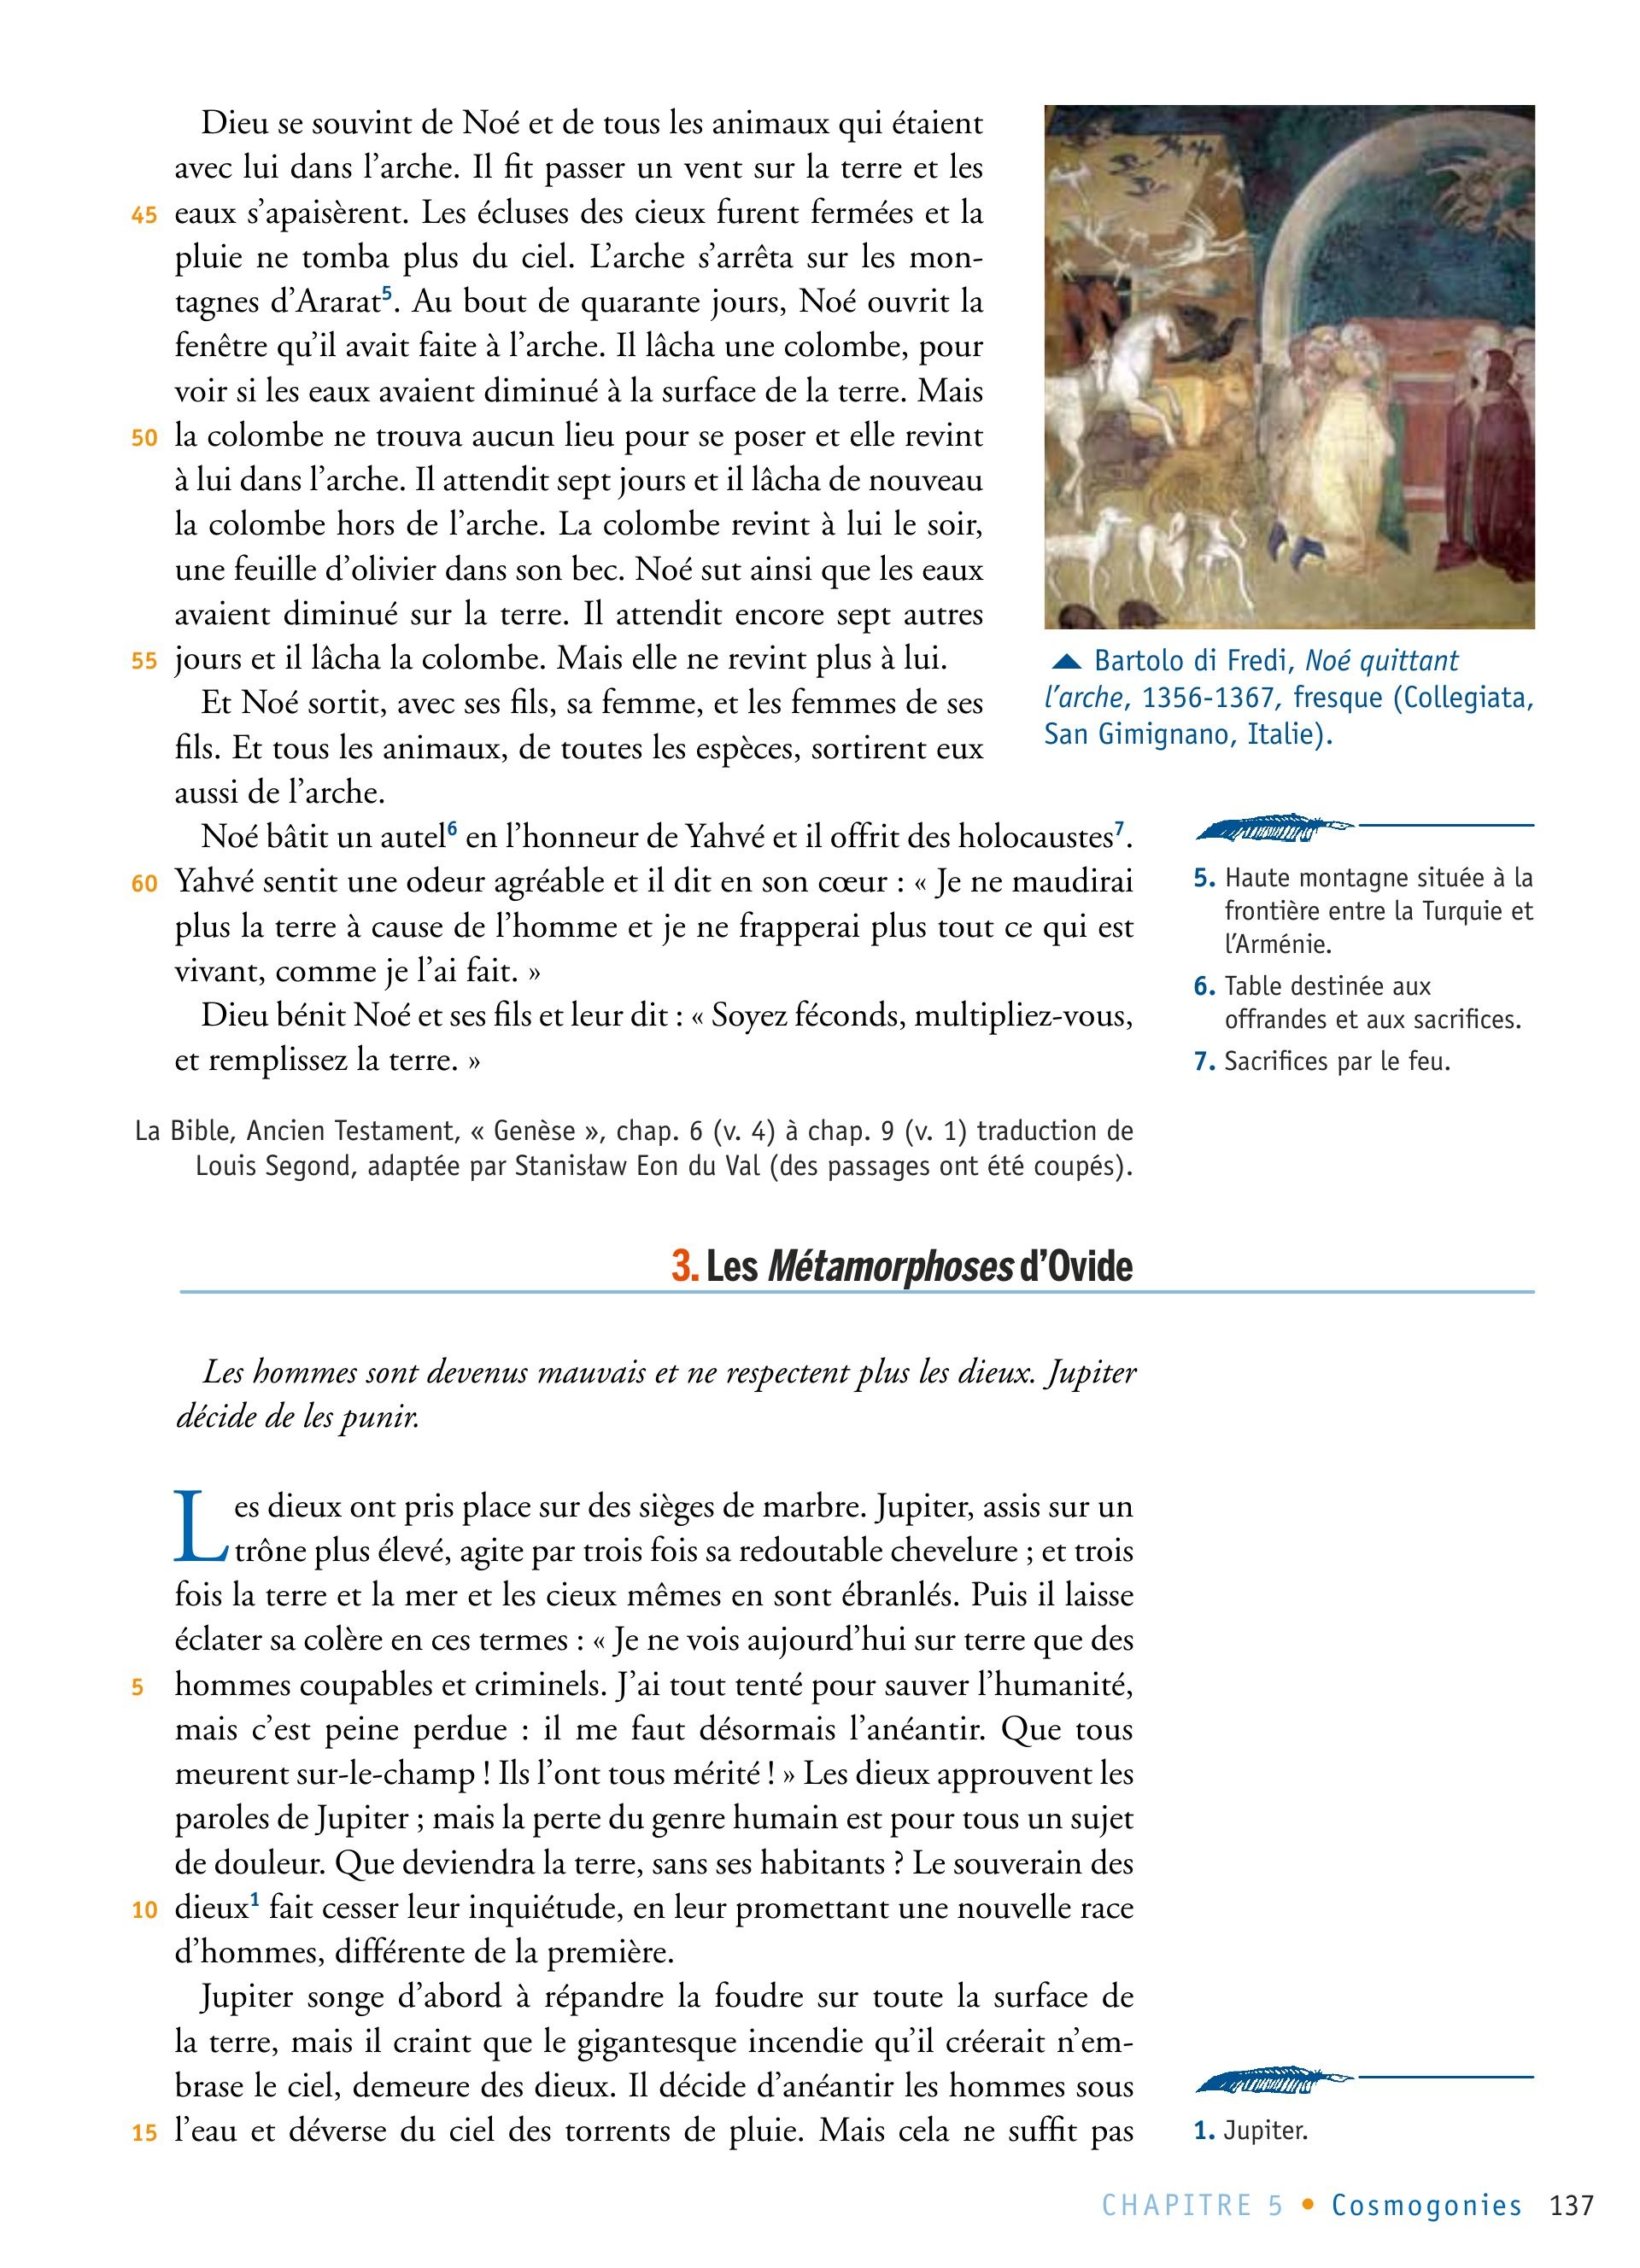 Dieu se souvint de Noé et de tous les animaux qui étaient
avec lui dans l’arche. Il fit passer un vent sur la terre et les
45 eaux s’apaisèrent. Les écluses des cieux furent fermées et la
pluie ne tomba plus du ciel. L’arche s’arrêta sur les mon-
tagnes d’Ararat5. Au bout de quarante jours, Noé ouvrit la
fenêtre qu’il avait faite à l’arche. Il lâcha une colombe, pour
voir si les eaux avaient diminué à la surface de la terre. Mais
50 la colombe ne trouva aucun lieu pour se poser et elle revint
à lui dans l’arche. Il attendit sept jours et il lâcha de nouveau
la colombe hors de l’arche. La colombe revint à lui le soir,
une feuille d’olivier dans son bec. Noé sut ainsi que les eaux
avaient diminué sur la terre. Il attendit encore sept autres
55 jours et il lâcha la colombe. Mais elle ne revint plus à lui.
Et Noé sortit, avec ses fils, sa femme, et les femmes de ses
fils. Et tous les animaux, de toutes les espèces, sortirent eux
aussi de l’arche.
Noé bâtit un autel6 en l’honneur de Yahvé et il offrit des holocaustes7.
60 Yahvé sentit une odeur agréable et il dit en son cœur : « Je ne maudirai
plus la terre à cause de l’homme et je ne frapperai plus tout ce qui est
vivant, comme je l’ai fait. »
Dieu bénit Noé et ses fils et leur dit : « Soyez féconds, multipliez-vous,
et remplissez la terre. »
La Bible, Ancien Testament, « Genèse », chap. 6 (v. 4) à chap. 9 (v. 1) traduction de
Louis Segond, adaptée par Stanisław Eon du Val (des passages ont été coupés).
▲ Bartolo di Fredi, Noé quittant
l’arche, 1356-1367, fresque (Collegiata,
San Gimignano, Italie).
5. Haute montagne située à la
frontière entre la Turquie et
l’Arménie.
6. Table destinée aux
offrandes et aux sacrifices.
7. Sacrifices par le feu.
3. Les Métamorphoses d’Ovide
Les hommes sont devenus mauvais et ne respectent plus les dieux. Jupiter
décide de les punir.
Les dieux ont pris place sur des sièges de marbre. Jupiter, assis sur un
trône plus élevé, agite par trois fois sa redoutable chevelure ; et trois
fois la terre et la mer et les cieux mêmes en sont ébranlés. Puis il laisse
éclater sa colère en ces termes : « Je ne vois aujourd’hui sur terre que des
5 hommes coupables et criminels. J’ai tout tenté pour sauver l’humanité,
mais c’est peine perdue : il me faut désormais l’anéantir. Que tous
meurent sur-le-champ ! Ils l’ont tous mérité ! » Les dieux approuvent les
paroles de Jupiter ; mais la perte du genre humain est pour tous un sujet
de douleur. Que deviendra la terre, sans ses habitants ? Le souverain des
10 dieux1 fait cesser leur inquiétude, en leur promettant une nouvelle race
d’hommes, différente de la première.
Jupiter songe d’abord à répandre la foudre sur toute la surface de
la terre, mais il craint que le gigantesque incendie qu’il créerait n’em-
brase le ciel, demeure des dieux. Il décide d’anéantir les hommes sous
15 l’eau et déverse du ciel des torrents de pluie. Mais cela ne suffit pas
1. Jupiter.
CHAPITRE 5 • Cosmogonies 137